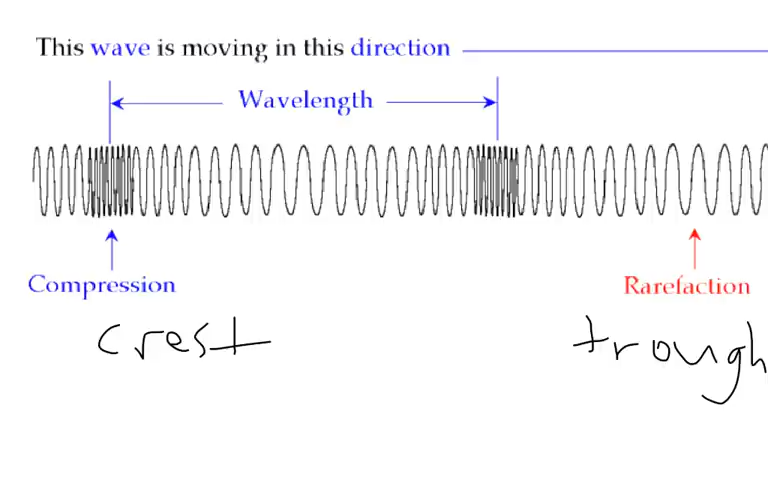 This wave is moving in this direction
Wavelength
Compression
Rarefaction
crest
trough